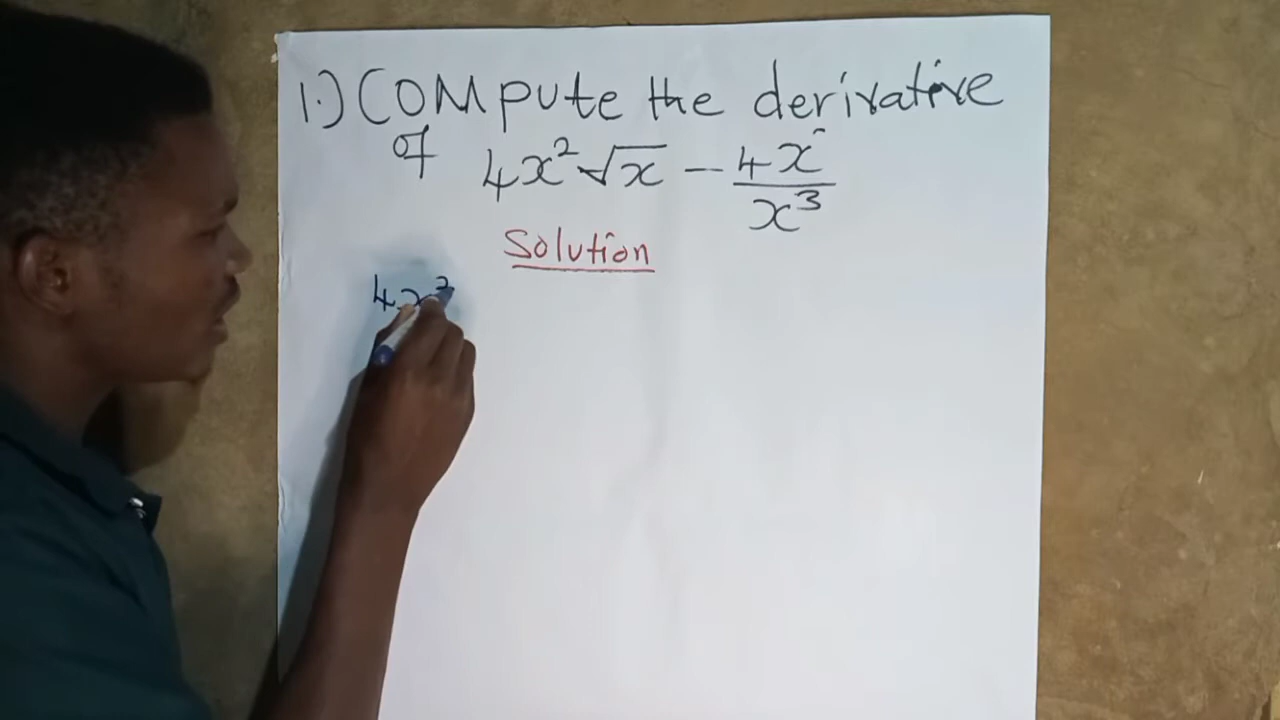 1.) COMPUTE the derivative
of 4x²√x − 4x/x³
Solution
4x²